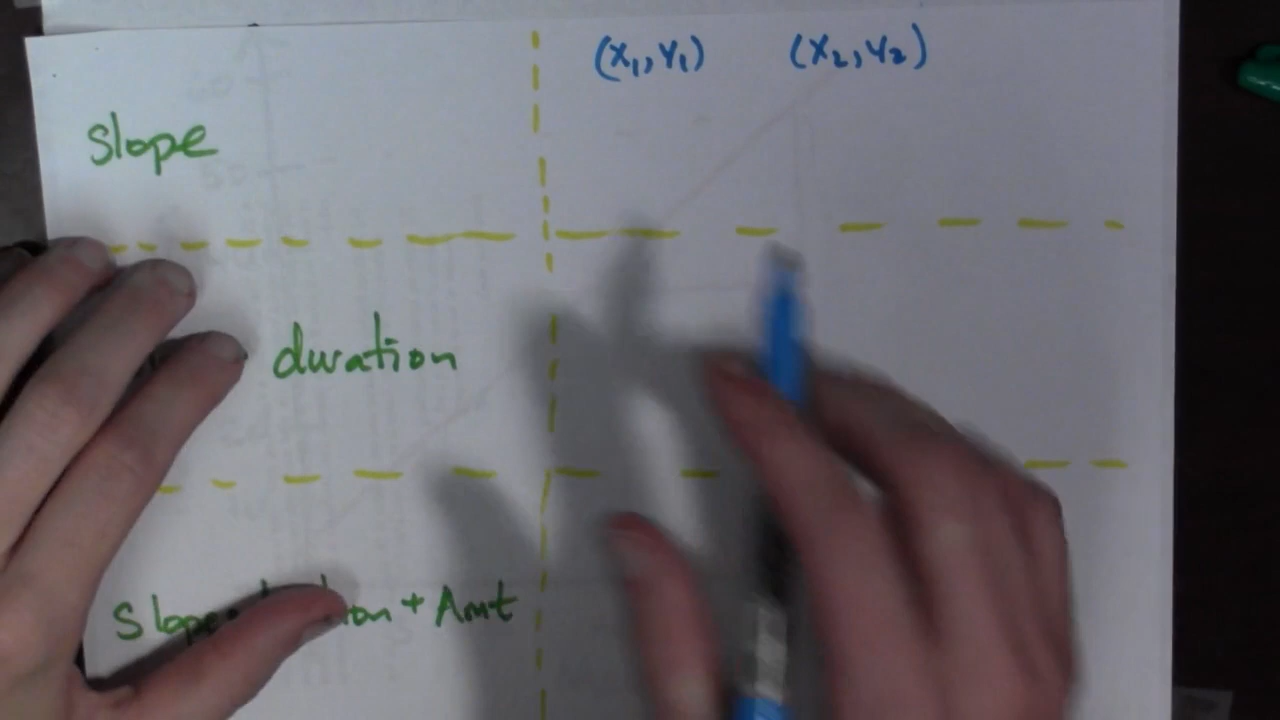 (x₁, y₁) (x₂, y₂)
slope
duration
+ Amt